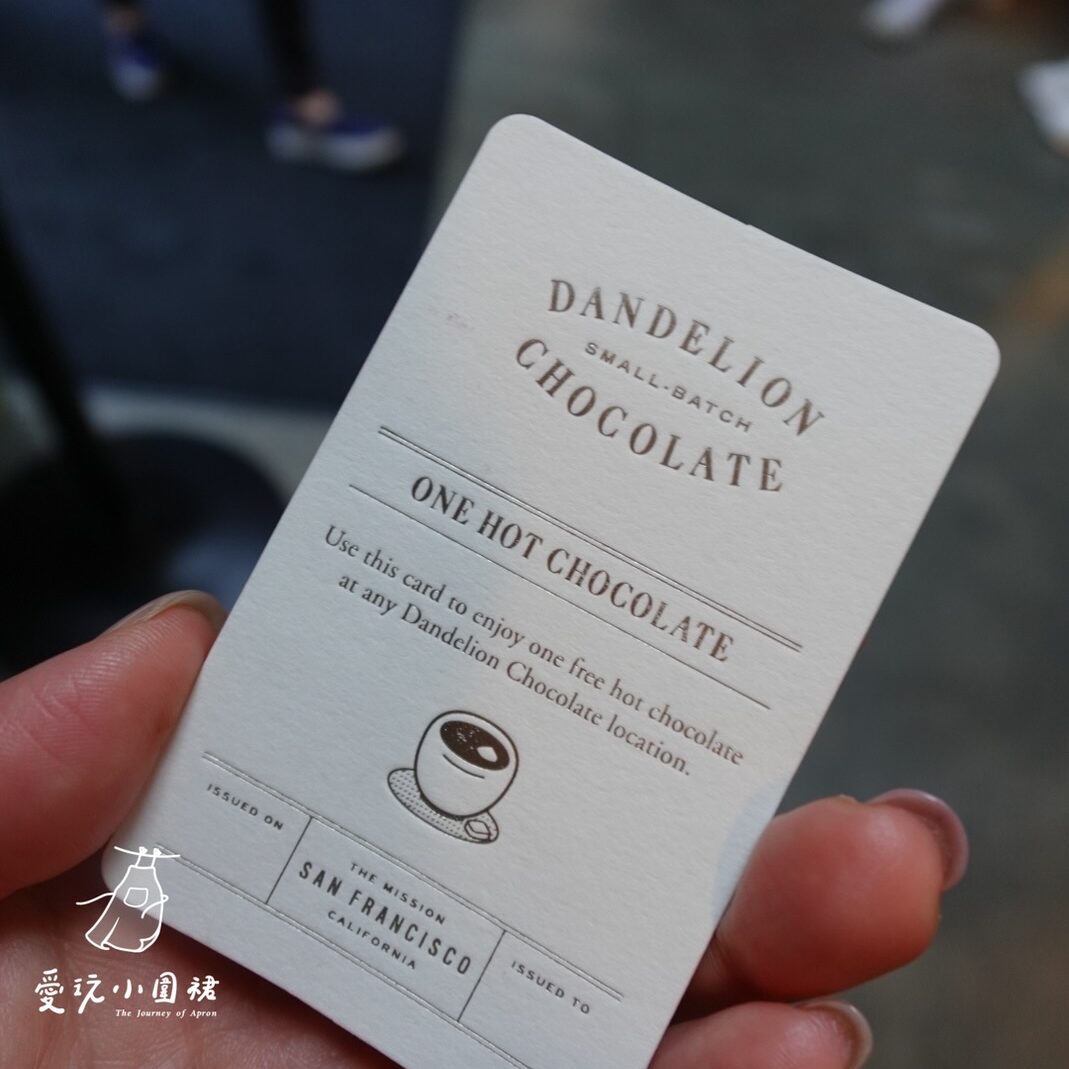 DANDELION
SMALL-BATCH
CHOCOLATE
ONE HOT CHOCOLATE
Use this card to enjoy one free hot chocolate
at any Dandelion Chocolate location.
ISSUED ON
THE MISSION
SAN FRANCISCO
CALIFORNIA
ISSUED TO
愛玩小圍裙
The Journey of Apron